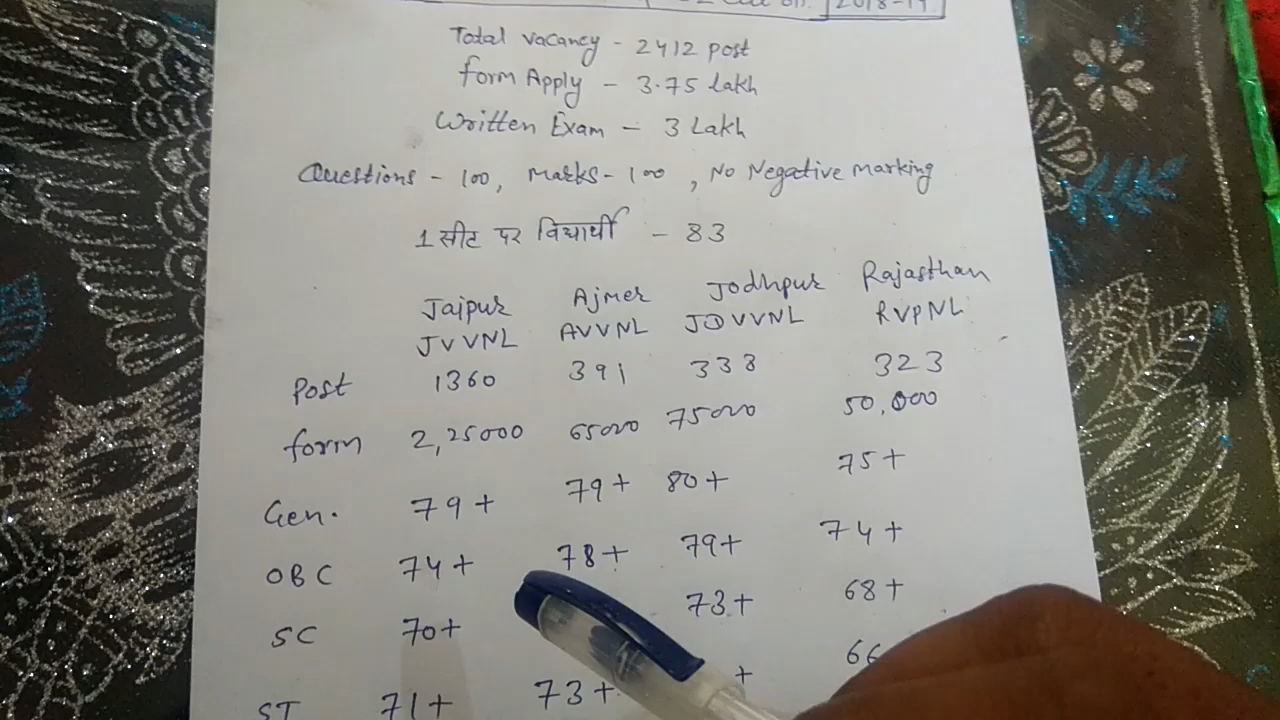 2018-19
Total vacancy - 2412 post
form Apply - 3.75 lakh
Written Exam - 3 Lakh
Questions - 100, Marks - 100, No Negative Marking
1 सीट पर विद्यार्थी - 83
Jaipur Ajmer Jodhpur Rajasthan
JVVNL AVVNL JDVVNL RVPNL
Post 1360 391 338 323
form 2,25000 65000 75000 50,000
Gen. 79+ 79+ 80+ 75+
OBC 74+ 78+ 79+ 74+
SC 70+ 73+ 68+
ST 71+ 73+ + 66